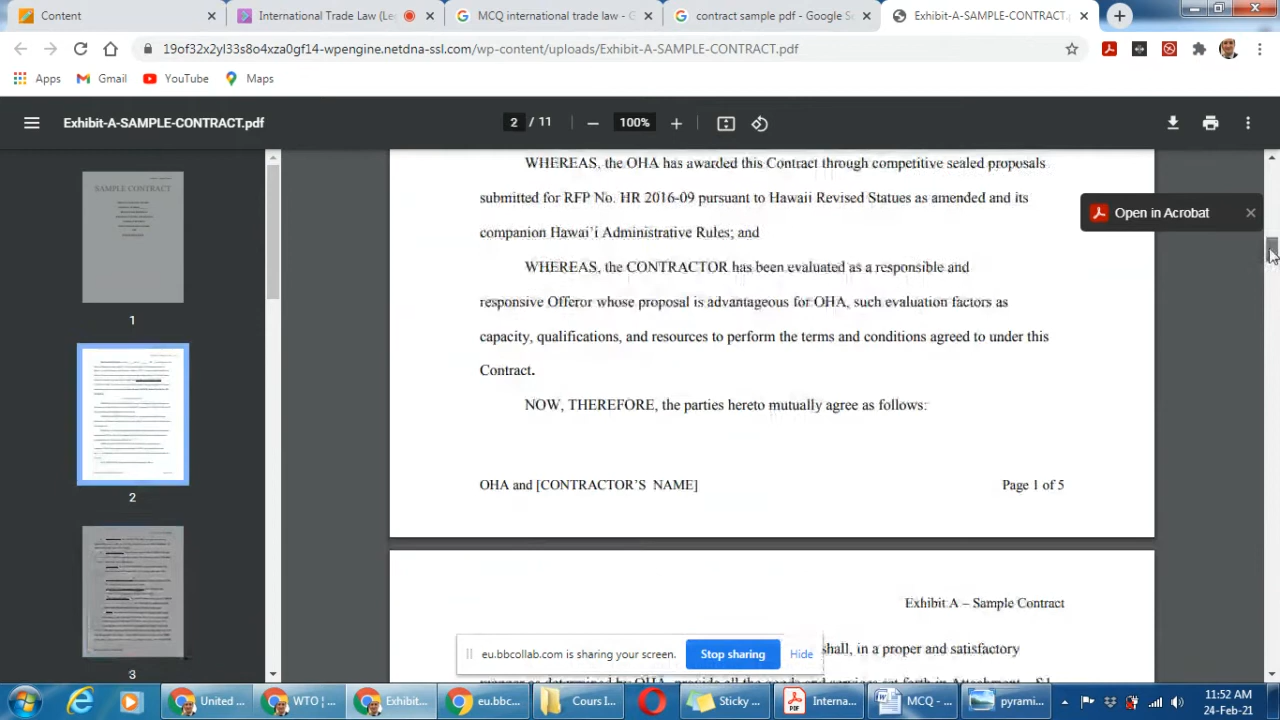 Content
International Trade Law (Le
MCQ international trade law - G
contract sample pdf - Google S
Exhibit-A-SAMPLE-CONTRACT.p
19of32x2yl33s8o4xza0gf14-wpengine.netdna-ssl.com/wp-content/uploads/Exhibit-A-SAMPLE-CONTRACT.pdf
Apps
Gmail
YouTube
Maps
Exhibit-A-SAMPLE-CONTRACT.pdf
2 / 11
100%
SAMPLE CONTRACT
1
2
3
WHEREAS, the OHA has awarded this Contract through competitive sealed proposals
submitted for RFP No. HR 2016-09 pursuant to Hawaii Revised Statues as amended and its
companion Hawai’i Administrative Rules; and
WHEREAS, the CONTRACTOR has been evaluated as a responsible and
responsive Offeror whose proposal is advantageous for OHA, such evaluation factors as
capacity, qualifications, and resources to perform the terms and conditions agreed to under this
Contract.
NOW, THEREFORE, the parties hereto mutually agree as follows:
OHA and [CONTRACTOR’S NAME]
Page 1 of 5
Open in Acrobat
Exhibit A – Sample Contract
shall, in a proper and satisfactory
eu.bbcollab.com is sharing your screen.
Stop sharing
Hide
nited ...
TO | ...
Exhibit...
eu.bbc...
Cours I...
Sticky ...
Interna...
MCQ - ...
pyrami...
11:52 AM
24-Feb-21